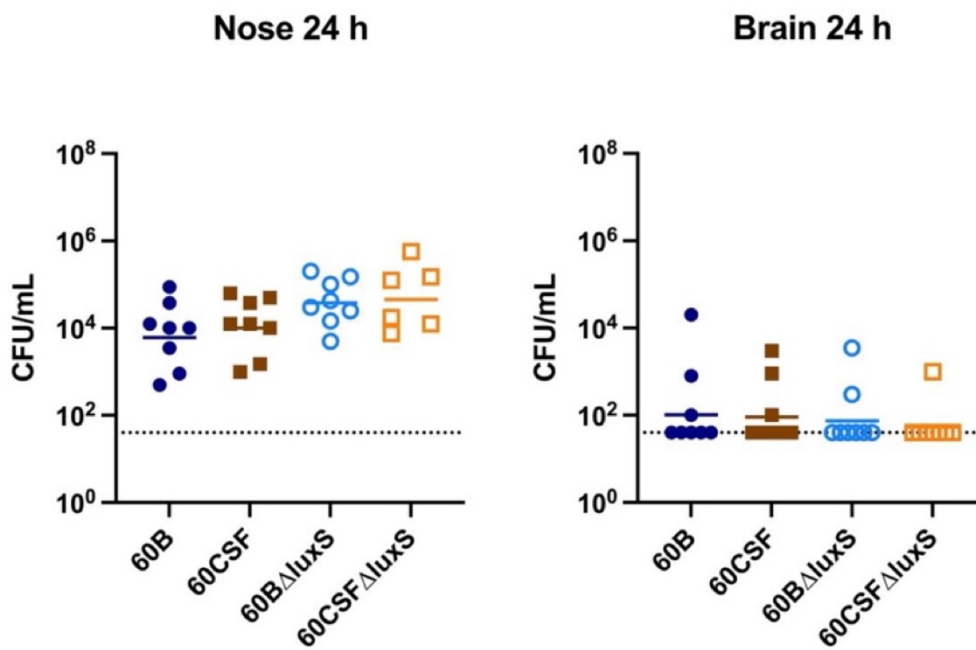 Nose 24 h
CFU/mL
10⁸
10⁶
10⁴
10²
10⁰
60B
60CSF
60BΔluxS
60CSFΔluxS
Brain 24 h
CFU/mL
10⁸
10⁶
10⁴
10²
10⁰
60B
60CSF
60BΔluxS
60CSFΔluxS